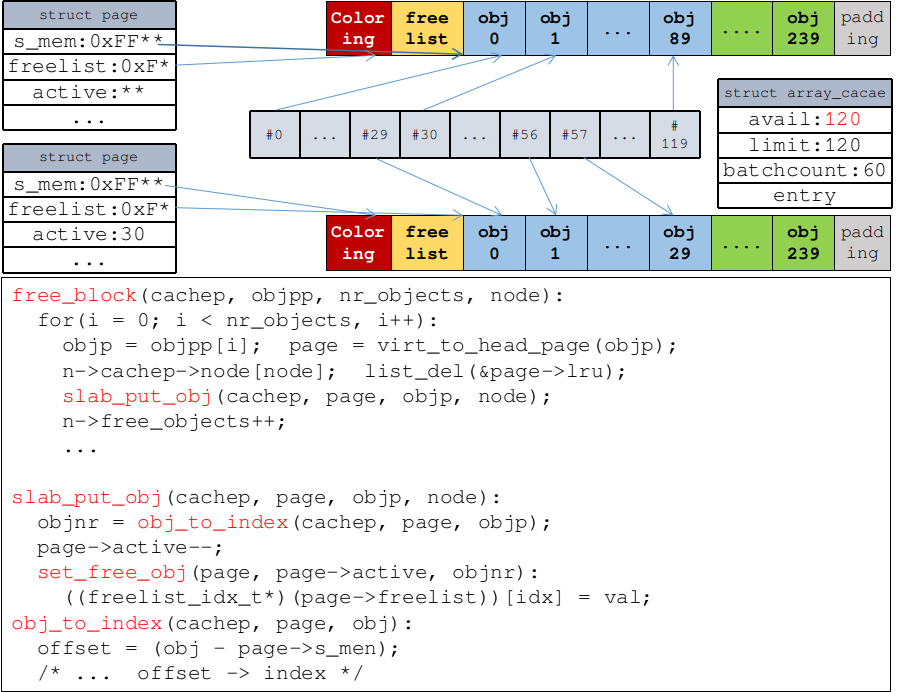 struct page
s_mem:0xFF**
freelist:0xF*
active:**
...
Color
ing
free
list
obj
0
obj
1
...
obj
89
....
obj
239
padd
ing
#0
...
#29
#30
...
#56
#57
...
#
119
struct array_cacae
avail:120
limit:120
batchcount:60
entry
struct page
s_mem:0xFF**
freelist:0xF*
active:30
...
Color
ing
free
list
obj
0
obj
1
...
obj
29
....
obj
239
padd
ing
free_block(cachep, objpp, nr_objects, node):
for(i = 0; i < nr_objects, i++):
objp = objpp[i];  page = virt_to_head_page(objp);
n->cachep->node[node];  list_del(&page->lru);
slab_put_obj(cachep, page, objp, node);
n->free_objects++;
...
slab_put_obj(cachep, page, objp, node):
objnr = obj_to_index(cachep, page, objp);
page->active--;
set_free_obj(page, page->active, objnr):
((freelist_idx_t*)(page->freelist))[idx] = val;
obj_to_index(cachep, page, obj):
offset = (obj - page->s_men);
/* ...  offset -> index */